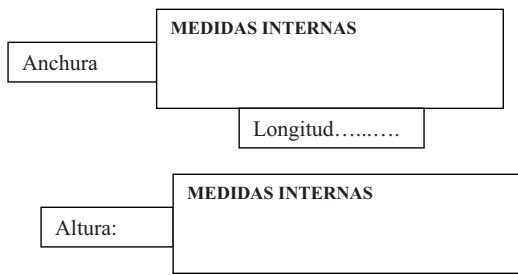 MEDIDAS INTERNAS
Anchura
Longitud…...….
MEDIDAS INTERNAS
Altura: